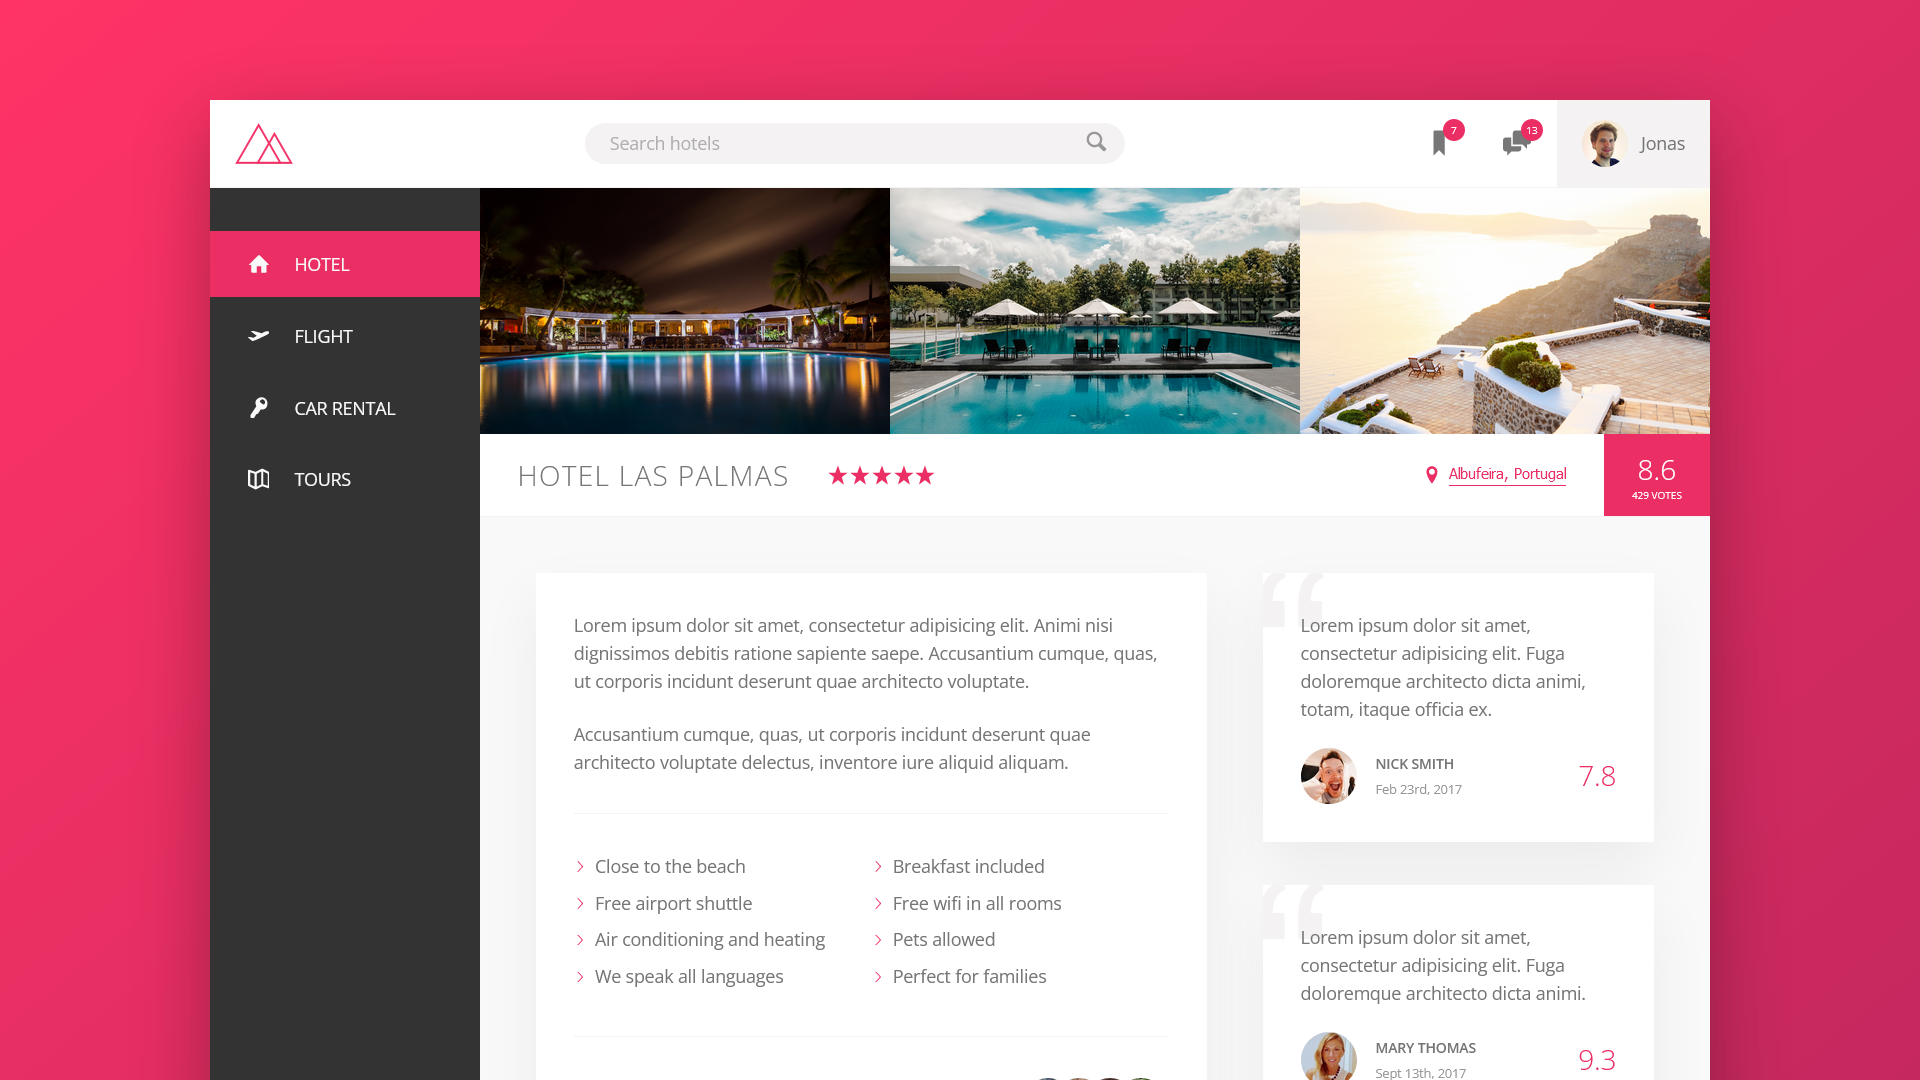 Search hotels
7
13
Jonas
HOTEL
FLIGHT
CAR RENTAL
TOURS
HOTEL LAS PALMAS
Albufeira, Portugal
8.6
429 VOTES
Lorem ipsum dolor sit amet, consectetur adipisicing elit. Animi nisi
dignissimos debitis ratione sapiente saepe. Accusantium cumque, quas,
ut corporis incidunt deserunt quae architecto voluptate.
Accusantium cumque, quas, ut corporis incidunt deserunt quae
architecto voluptate delectus, inventore iure aliquid aliquam.
Close to the beach
Free airport shuttle
Air conditioning and heating
We speak all languages
Breakfast included
Free wifi in all rooms
Pets allowed
Perfect for families
“
Lorem ipsum dolor sit amet,
consectetur adipisicing elit. Fuga
doloremque architecto dicta animi,
totam, itaque officia ex.
NICK SMITH
Feb 23rd, 2017
7.8
“
Lorem ipsum dolor sit amet,
consectetur adipisicing elit. Fuga
doloremque architecto dicta animi.
MARY THOMAS
Sept 13th, 2017
9.3